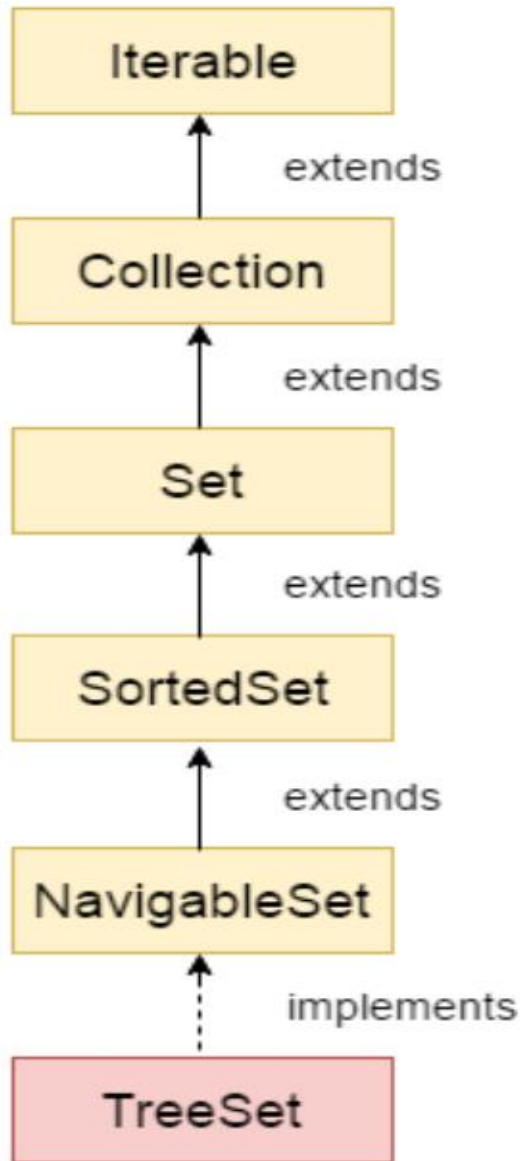 Iterable
extends
Collection
extends
Set
extends
SortedSet
extends
NavigableSet
implements
TreeSet